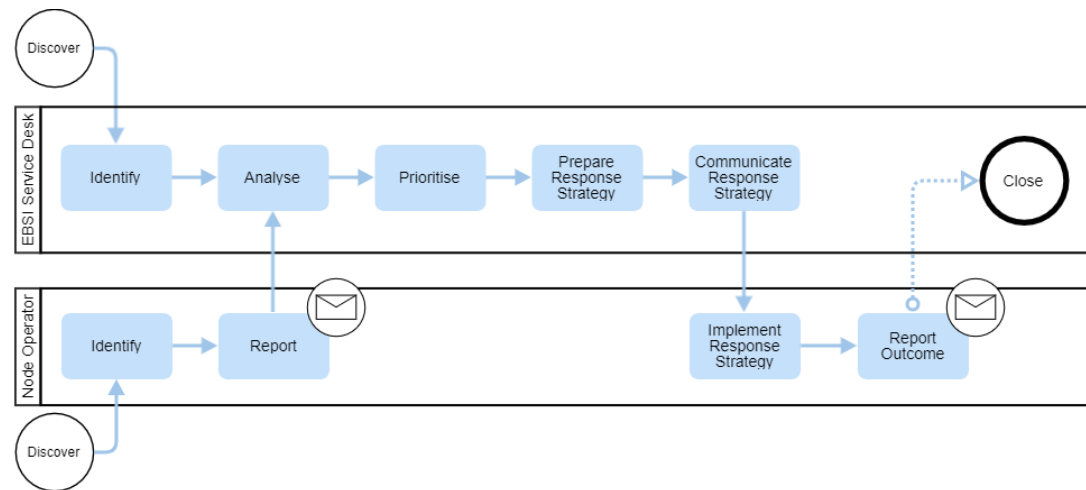 Discover
EBSI Service Desk
Identify
Analyse
Prioritise
Prepare
Response
Strategy
Communicate
Response
Strategy
Close
Node Operator
Identify
Report
Implement
Response
Strategy
Report
Outcome
Discover